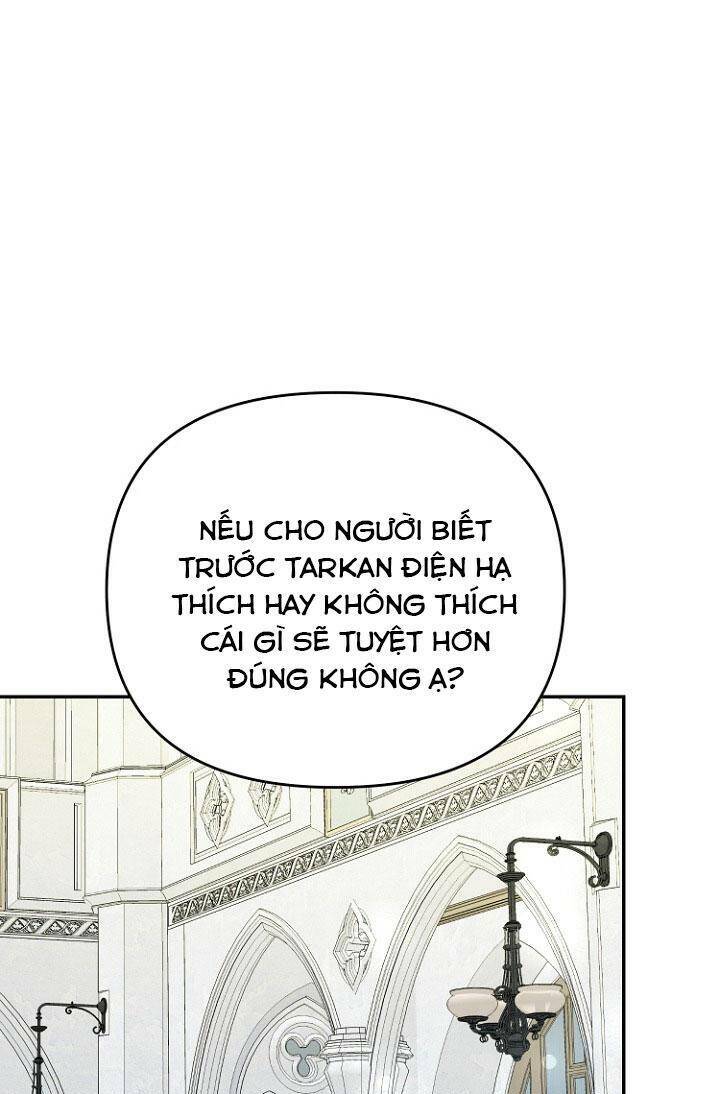 NẾU CHO NGƯỜI BIẾT
TRƯỚC TARKAN ĐIỆN HẠ
THÍCH HAY KHÔNG THÍCH
CÁI GÌ SẼ TUYỆT HƠN
ĐÚNG KHÔNG Ạ?